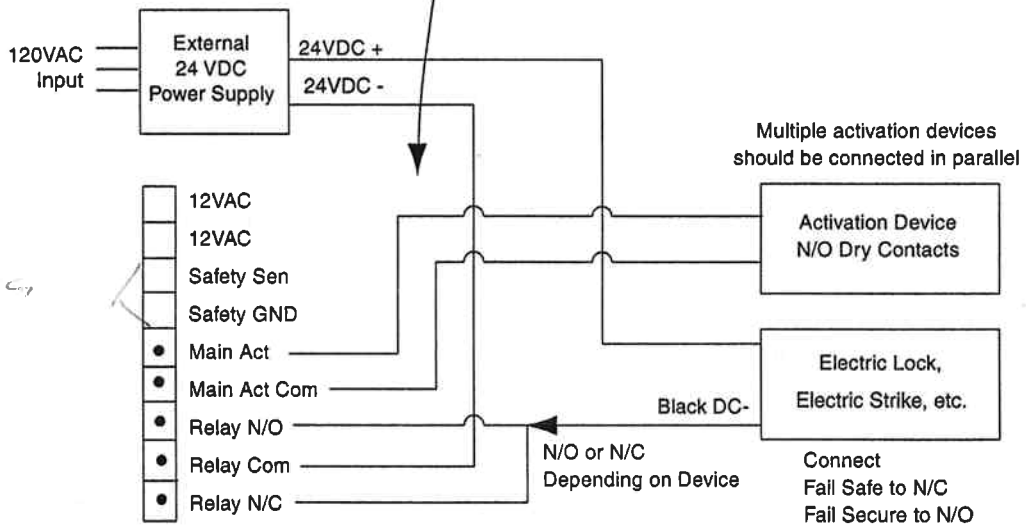 120VAC
Input
External
24 VDC
Power Supply
24VDC +
24VDC -
Multiple activation devices
should be connected in parallel
Activation Device
N/O Dry Contacts
12VAC
12VAC
Safety Sen
Safety GND
Main Act
Main Act Com
Relay N/O
Relay Com
Relay N/C
Electric Lock,
Electric Strike, etc.
Black DC-
N/O or N/C
Depending on Device
Connect
Fail Safe to N/C
Fail Secure to N/O